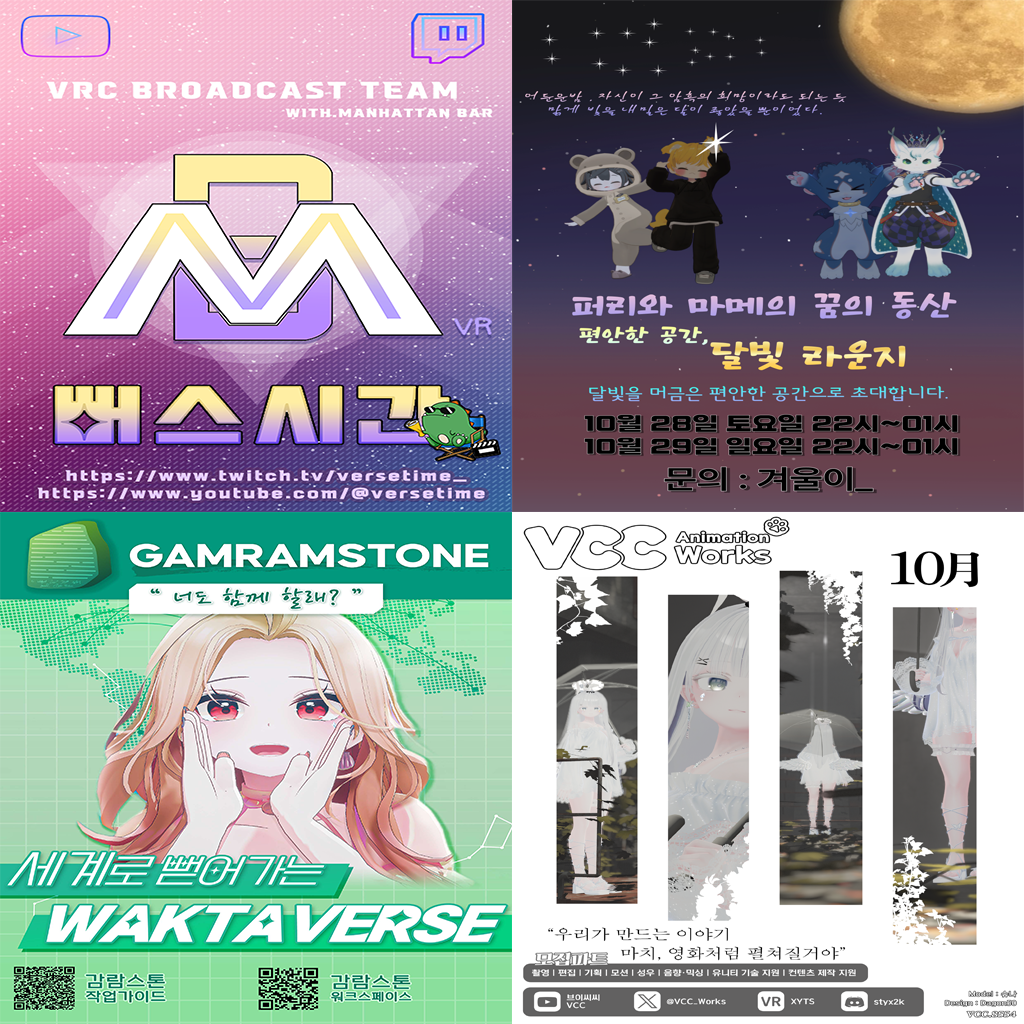 VRC BROADCAST TEAM
WITH.MANHATTAN BAR
VR
뻐스시간
https://www.twitch.tv/versetime_
https://www.youtube.com/@versetime
어두운밤, 자신이 그 암흑의 희망이라도 되는 듯
맑게 빛을 내밀은 달이 몸을 뿐이었다.
퍼리와 마메의 꿈의 동산
편안한 공간,
달빛 라운지
달빛을 머금은 편안한 공간으로 초대합니다.
10월 28일 토요일 22시~01시
10월 29일 일요일 22시~01시
문의 : 겨울이_
GAMRAMSTONE
“ 너도 함께 할래? ”
세계로 뻗어가는
WAKTAVERSE
감람스톤
작업가이드
감람스톤
워크스페이스
VCC Animation
Works
10月
“우리가 만드는 이야기
마치, 영화처럼 펼쳐질거야”
모집파트
촬영 | 편집 | 기획 | 모션 | 성우 | 음향·믹싱 | 유니티 기술 지원 | 컨텐츠 제작 지원
브이씨씨
VCC
@VCC_Works
VR XYTS
styx2k
Model : 슈나
Design : Dagun50
VCC.8854